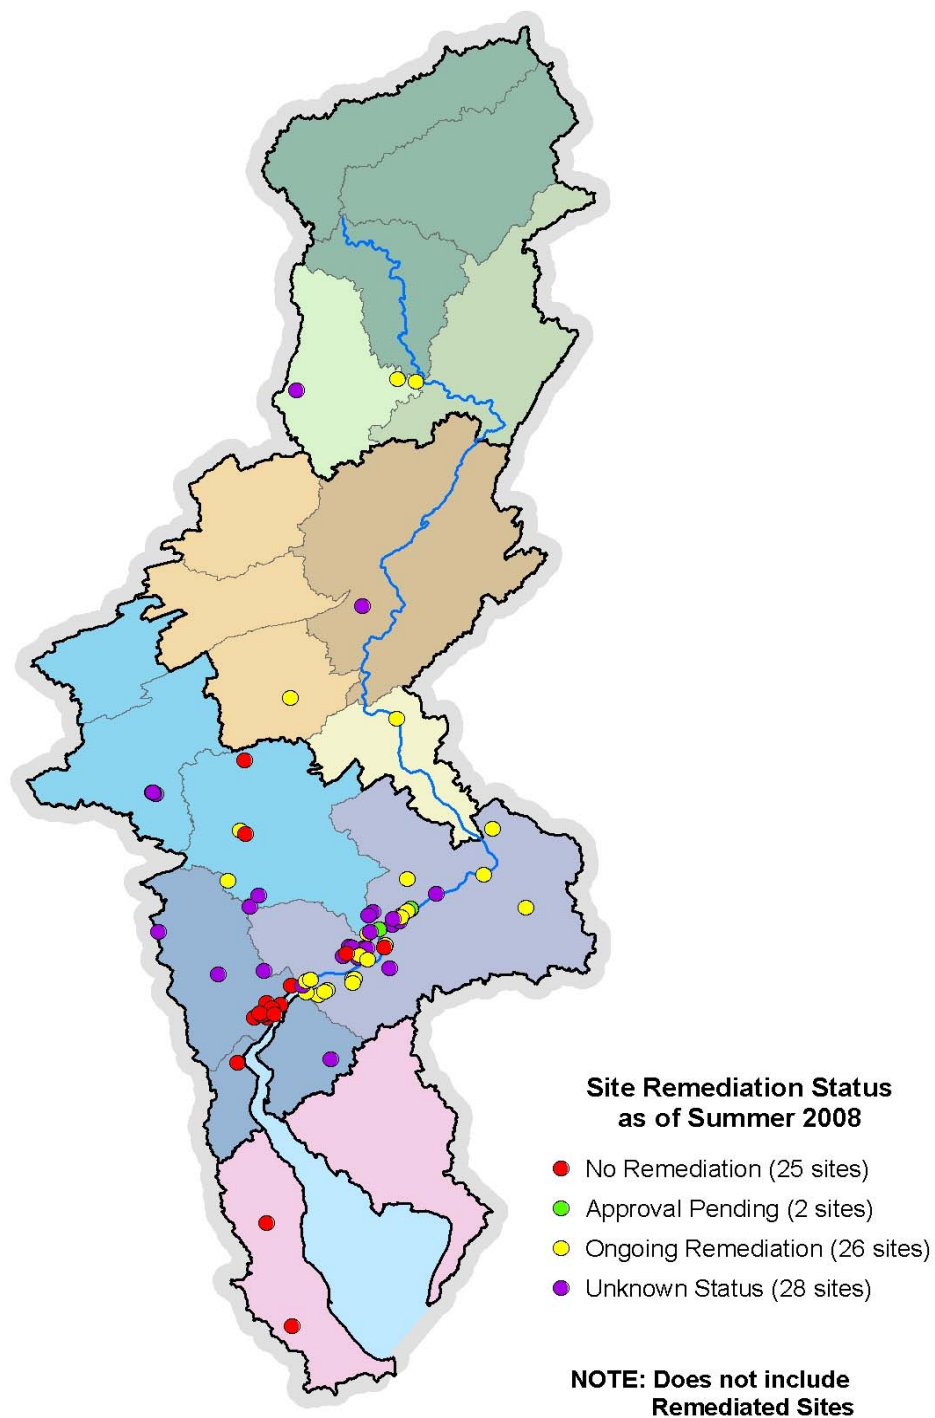 Site Remediation Status
as of Summer 2008
No Remediation (25 sites)
Approval Pending (2 sites)
Ongoing Remediation (26 sites)
Unknown Status (28 sites)
NOTE: Does not include
Remediated Sites